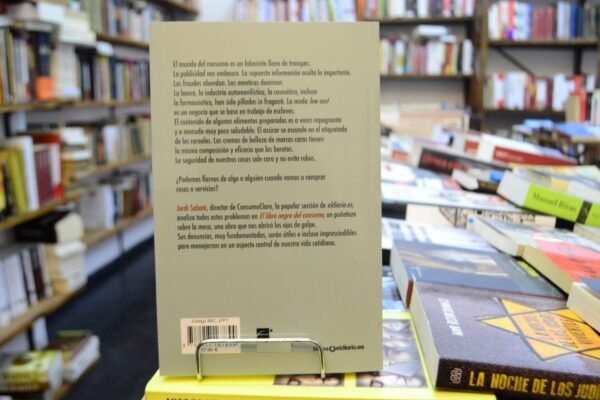 El mundo del consumo es un laberinto lleno de trampas.
La publicidad nos embauca. La supuesta información oculta lo importante.
Los fraudes abundan. Las mentiras dominan.
La banca, la industria automovilística, la cosmética, incluso
la farmacéutica, han sido pilladas in fraganti. La moda low cost
es un negocio que se basa en trabajo de esclavos.
El contenido de algunos alimentos preparados es a veces repugnante
y a menudo muy poco saludable. El azúcar se esconde en el etiquetado
de los cereales. Las cremas de belleza de marcas caras tienen
la misma composición y eficacia que las baratas.
La seguridad de nuestras casas sale cara y no evita robos.
¿Podemos fiarnos de algo o alguien cuando vamos a comprar
cosas o servicios?
Jordi Sabaté, director de ConsumoClaro, la popular sección de eldiario.es,
analiza todos estos problemas en El libro negro del consumo, un puñetazo
sobre la mesa, una obra que nos abrirá los ojos de golpe.
Sus denuncias, muy fundamentadas, serán útiles e incluso imprescindibles
para manejarnos en un aspecto central de nuestra vida cotidiana.
Código BIC: JFFT
eldiario.es
Manuel Rivas
LA NOCHE DE LOS